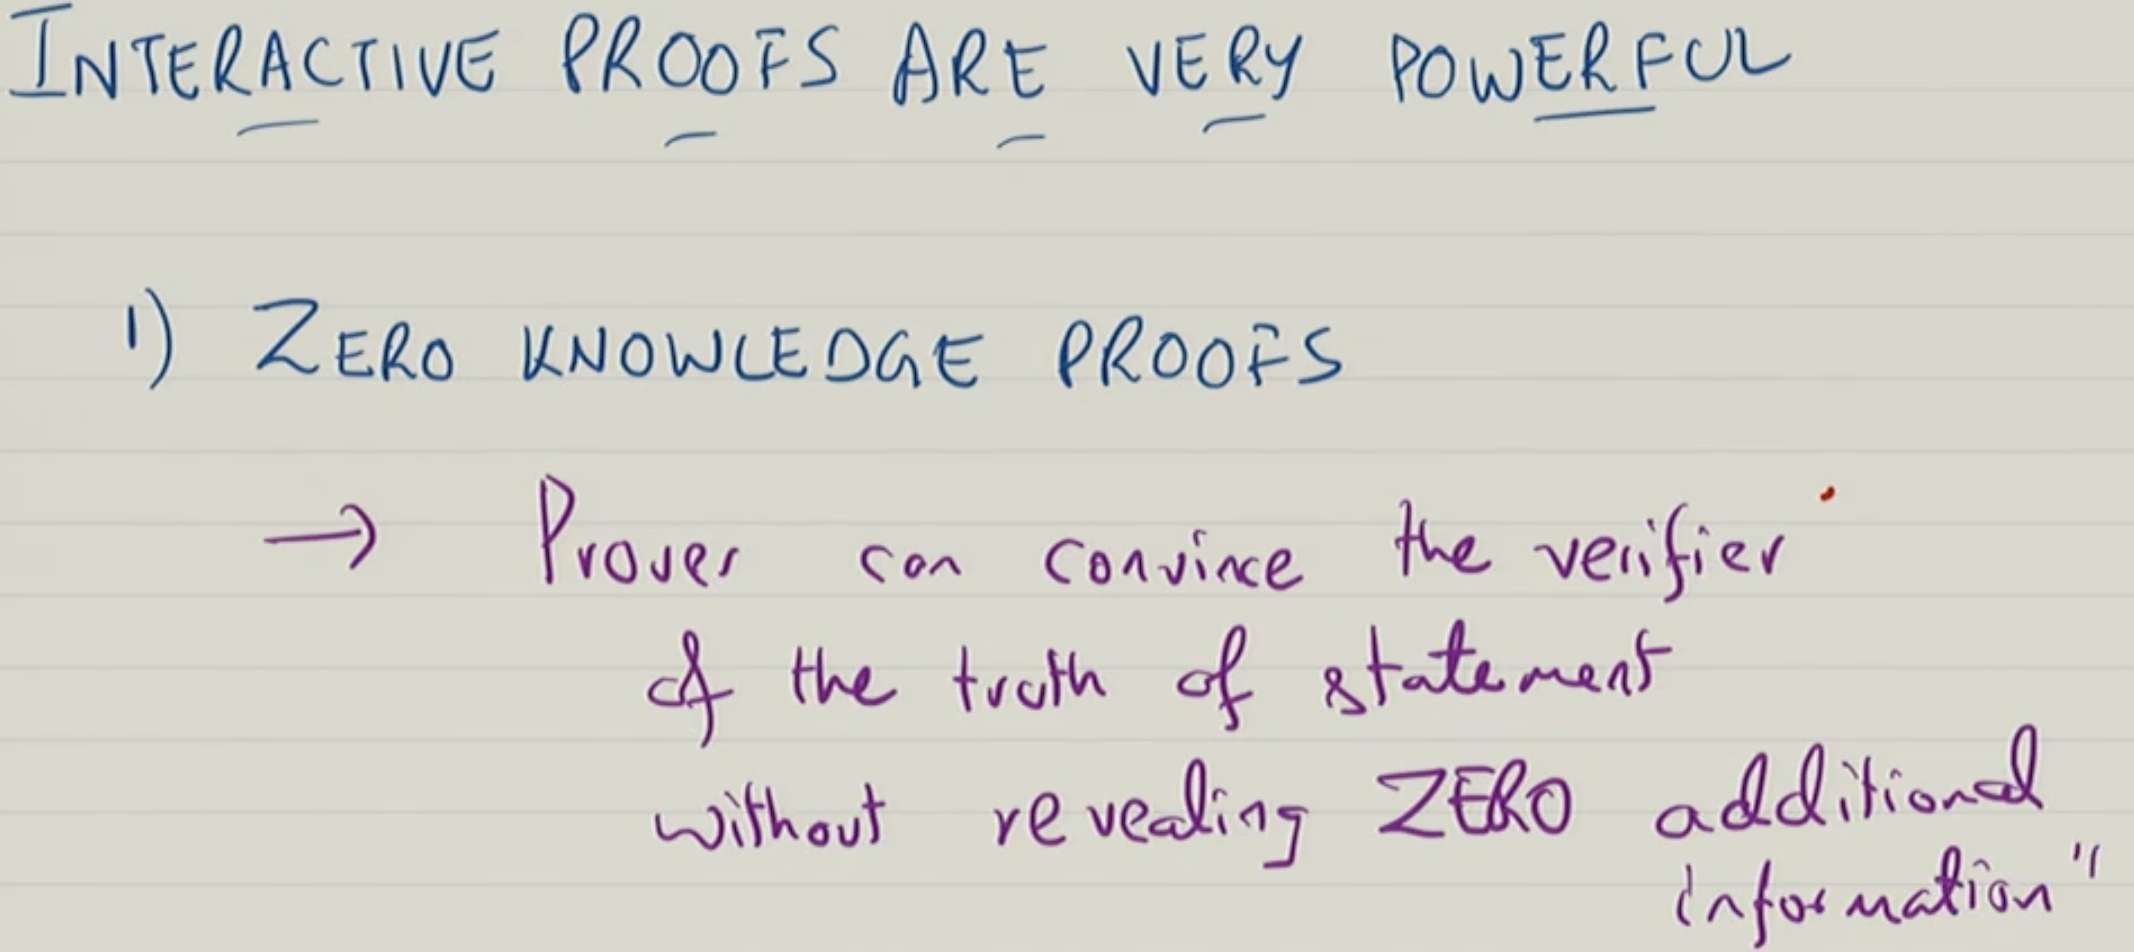 INTERACTIVE PROOFS ARE VERY POWERFUL
1) ZERO KNOWLEDGE PROOFS
→ Prover can convince the verifier
of the truth of statement
without revealing ZERO additional
information"